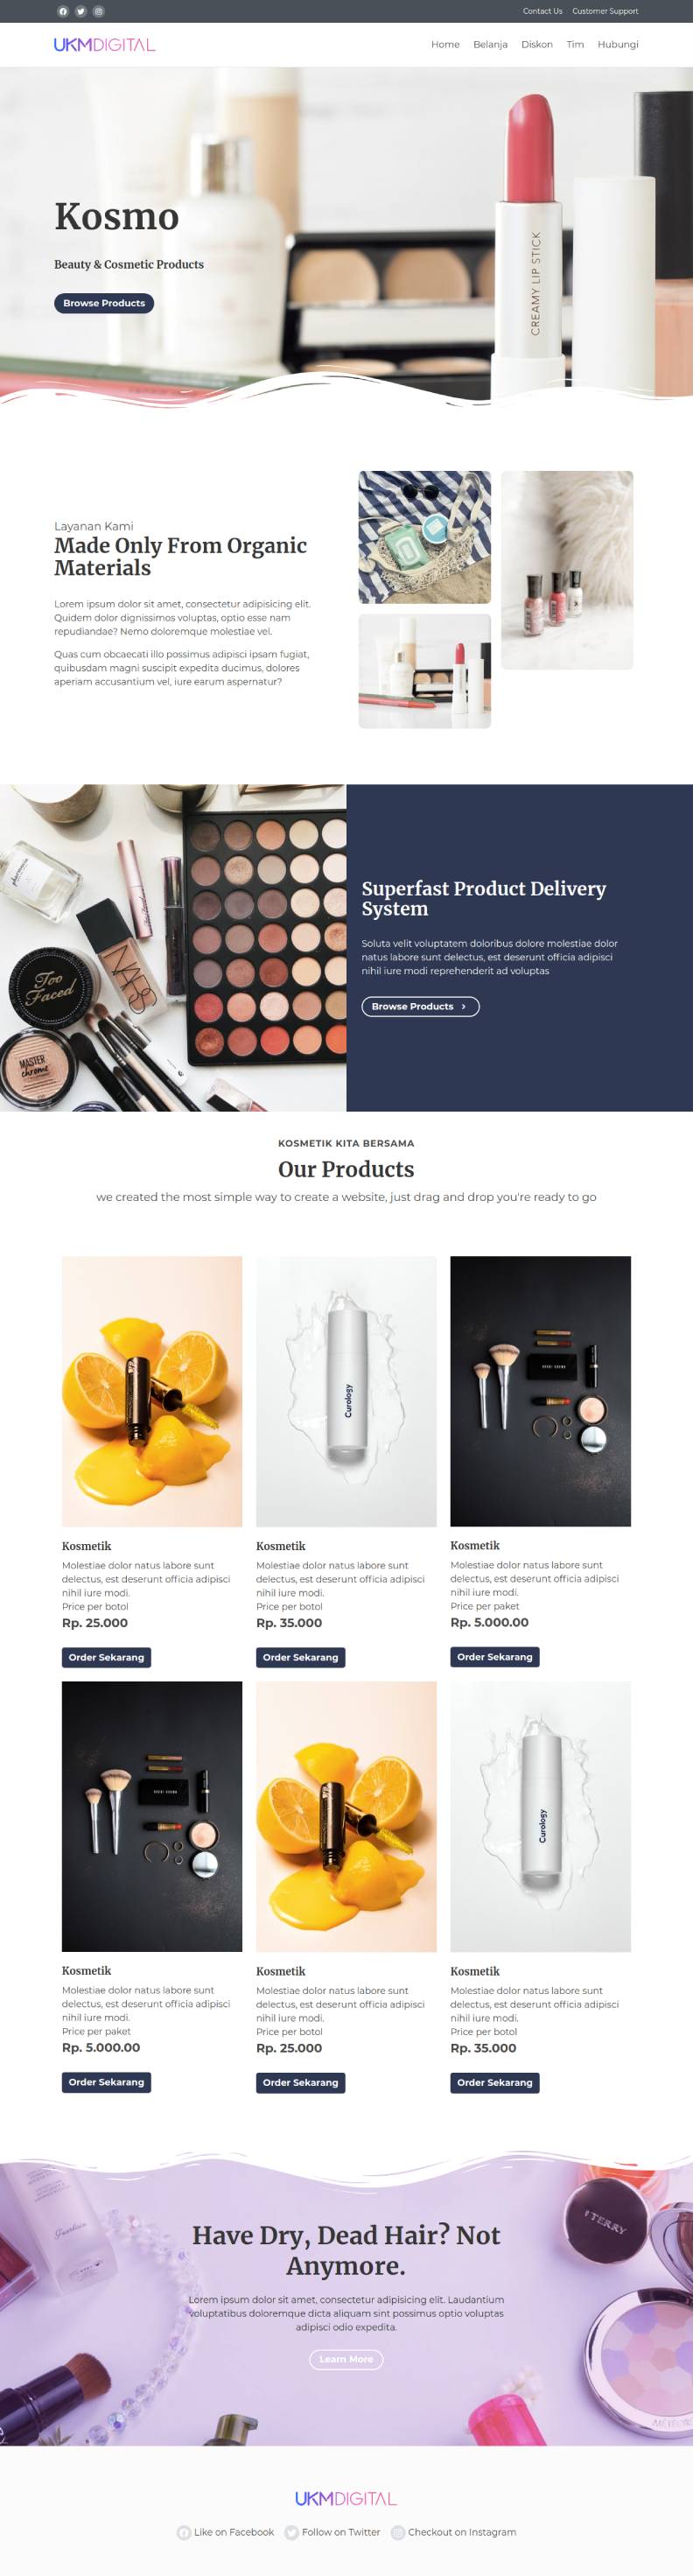 Contact Us Customer Support
UKMDIGITAL
Home Belanja Diskon Tim Hubungi
Kosmo
Beauty & Cosmetic Products
Browse Products
CREAMY LIP STICK
Layanan Kami
Made Only From Organic
Materials
Lorem ipsum dolor sit amet, consectetur adipisicing elit.
Quidem dolor dignissimos voluptas, optio esse nam
repudiandae? Nemo doloremque molestiae vel.
Quas cum obcaecati illo possimus adipisci ipsam fugiat,
quibusdam magni suscipit expedita ducimus, dolores
aperiam accusantium vel, iure earum aspernatur?
Too
Faced
NARS
MASTER
chrome
Superfast Product Delivery
System
Soluta velit voluptatem doloribus dolore molestiae dolor
natus labore sunt delectus, est deserunt officia adipisci
nihil iure modi reprehenderit ad voluptas
Browse Products
KOSMETIK KITA BERSAMA
Our Products
we created the most simple way to create a website, just drag and drop you're ready to go
Curology
Kosmetik
Molestiae dolor natus labore sunt
delectus, est deserunt officia adipisci
nihil iure modi.
Price per botol
Rp. 25.000
Order Sekarang
Kosmetik
Molestiae dolor natus labore sunt
delectus, est deserunt officia adipisci
nihil iure modi.
Price per botol
Rp. 35.000
Order Sekarang
Kosmetik
Molestiae dolor natus labore sunt
delectus, est deserunt officia adipisci
nihil iure modi.
Price per paket
Rp. 5.000.00
Order Sekarang
Curology
Kosmetik
Molestiae dolor natus labore sunt
delectus, est deserunt officia adipisci
nihil iure modi.
Price per paket
Rp. 5.000.00
Order Sekarang
Kosmetik
Molestiae dolor natus labore sunt
delectus, est deserunt officia adipisci
nihil iure modi.
Price per botol
Rp. 25.000
Order Sekarang
Kosmetik
Molestiae dolor natus labore sunt
delectus, est deserunt officia adipisci
nihil iure modi.
Price per botol
Rp. 35.000
Order Sekarang
BY TERRY
Have Dry, Dead Hair? Not
Anymore.
Lorem ipsum dolor sit amet, consectetur adipisicing elit. Laudantium
voluptatibus doloremque dicta aliquam sint possimus optio voluptas
adipisci odio expedita.
Learn More
UKMDIGITAL
Like on Facebook Follow on Twitter Checkout on Instagram